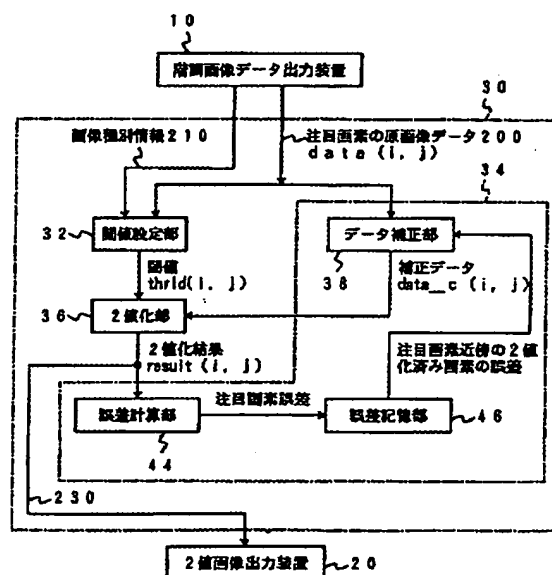 10
階調画像データ出力装置
30
画像種別情報210
注目画素の原画像データ200
data (i, j)
34
32
閾値設定部
データ補正部
38
閾値
thrld(i, j)
補正データ
data_c (i, j)
36
2値化部
2値化結果
result (i, j)
注目画素近傍の2値
化済み画素の誤差
誤差計算部
注目画素誤差
誤差記憶部
46
44
230
2値画像出力装置
20